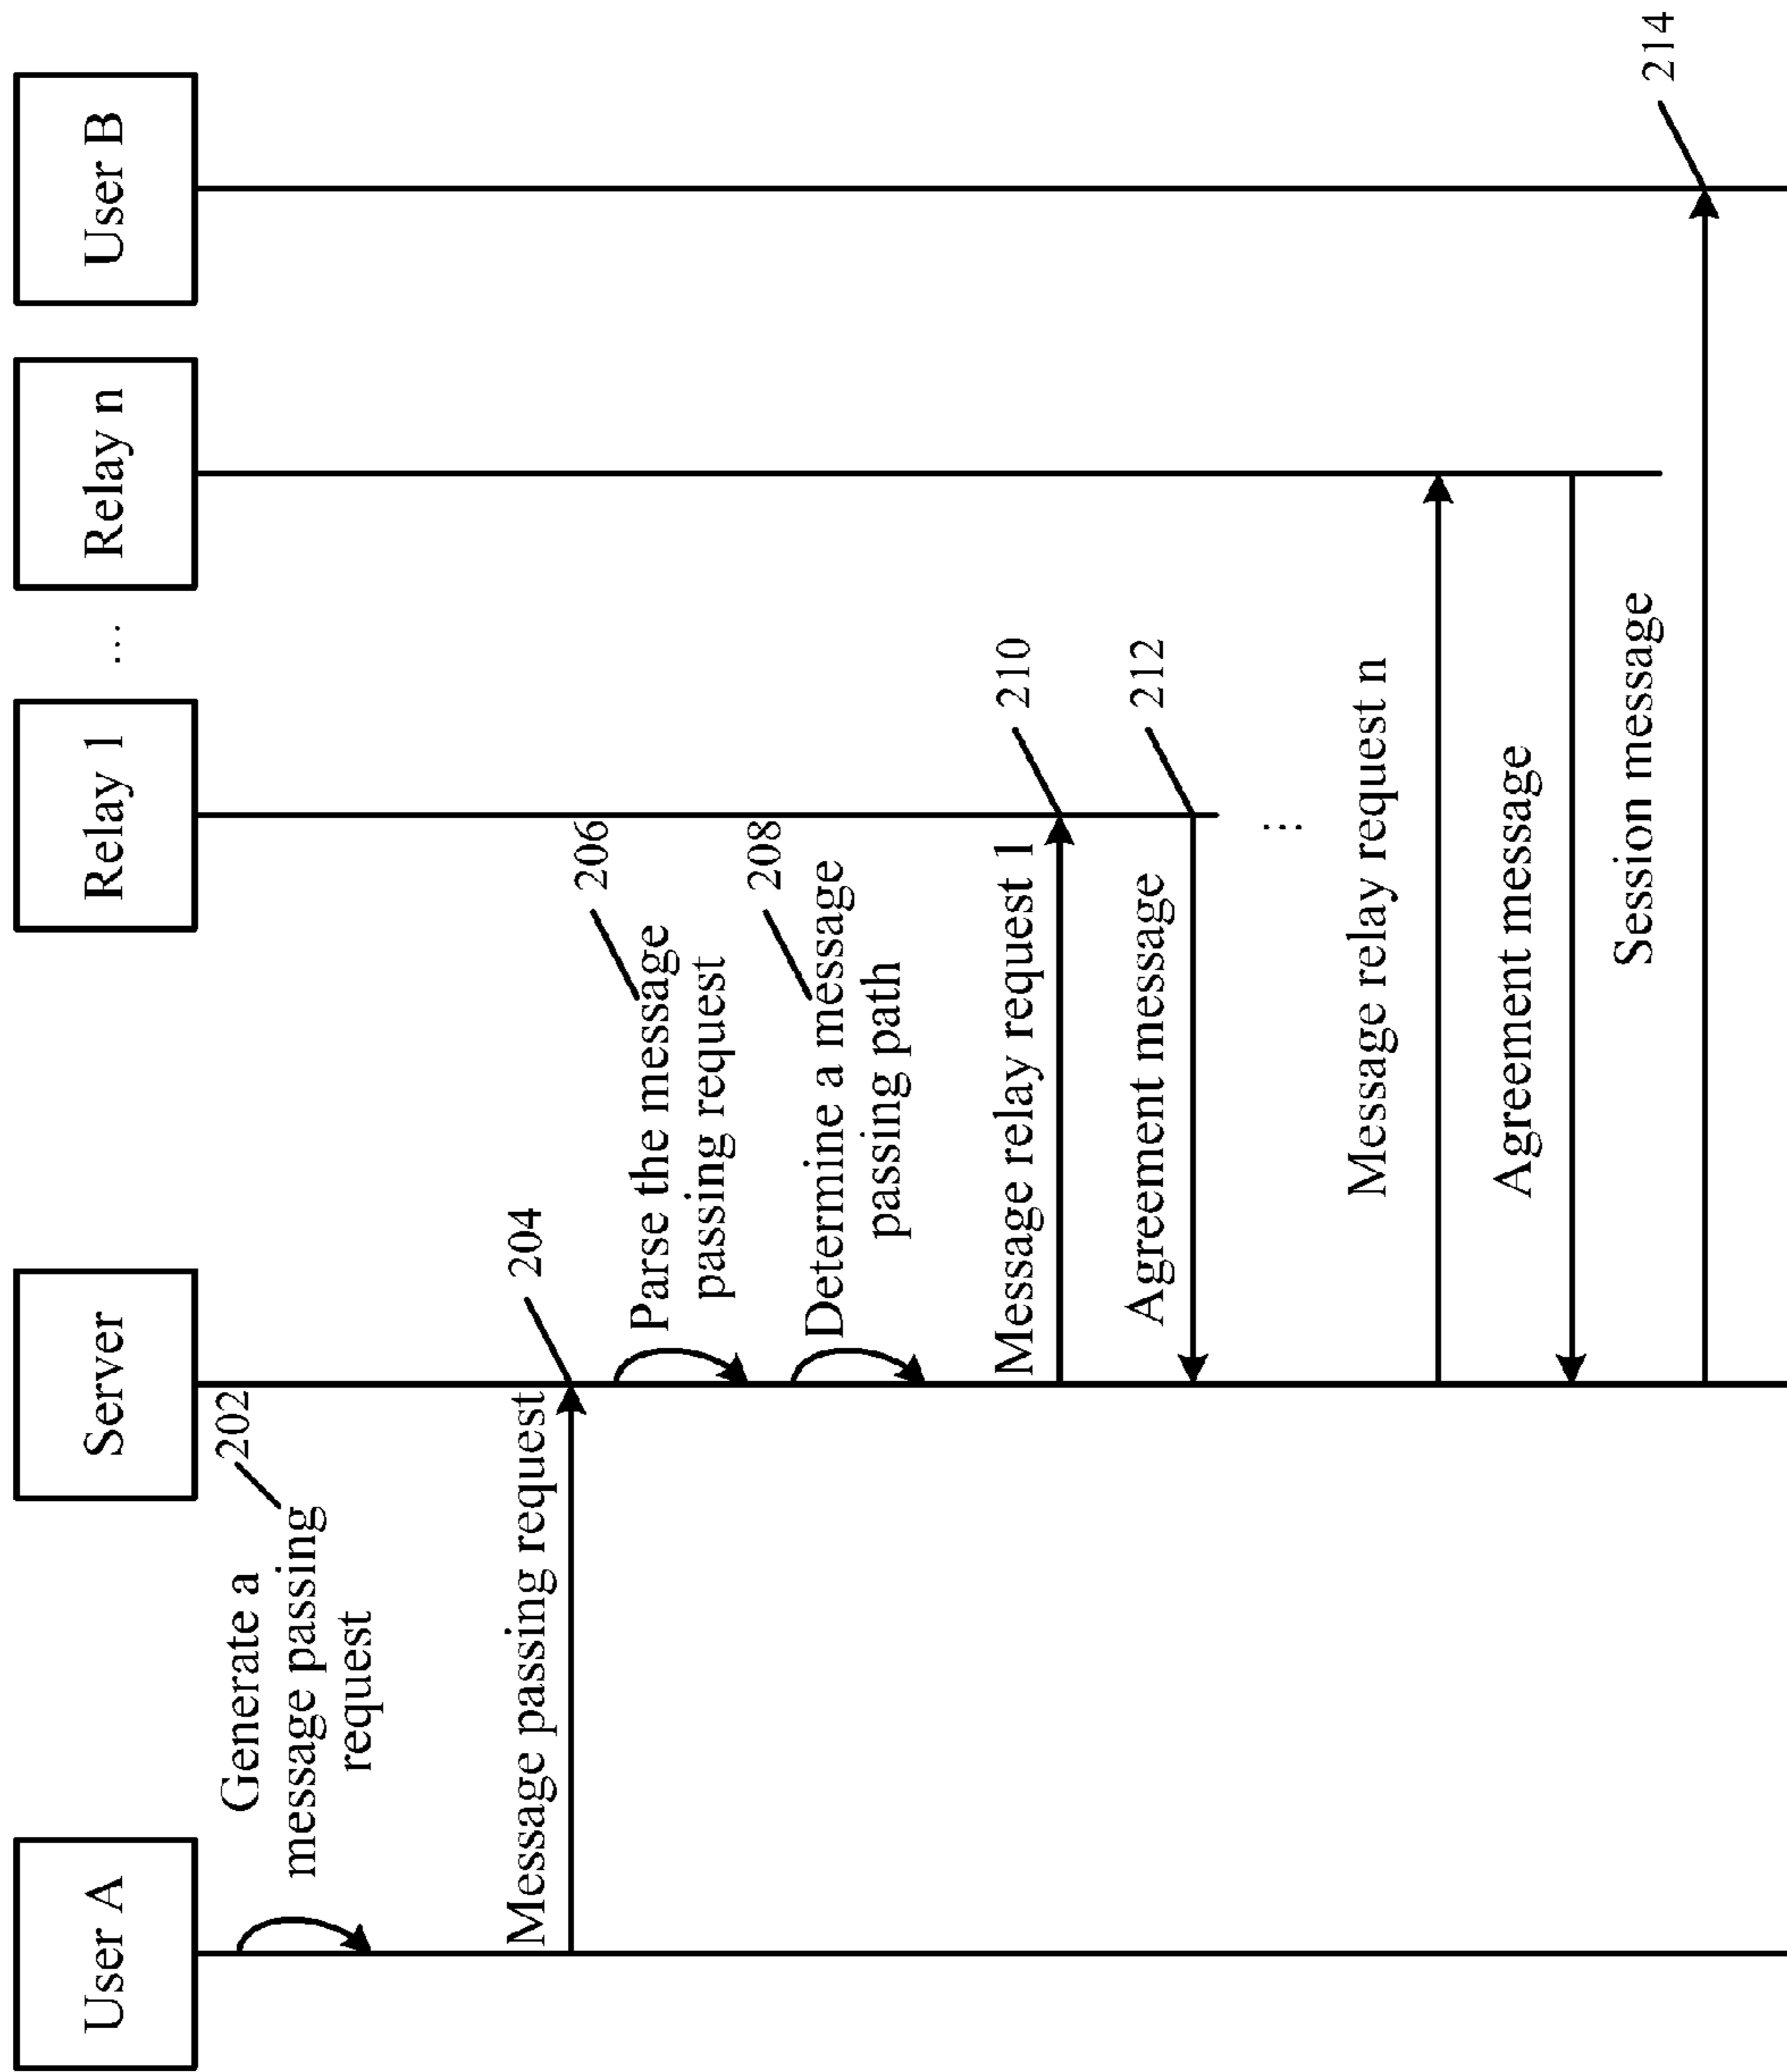 User A
Server
Relay 1
...
Relay n
User B
Generate a
message passing
request
202
Message passing request
204
Parse the message
passing request
206
Determine a message
passing path
208
Message relay request 1
210
Agreement message
212
...
Message relay request n
Agreement message
Session message
214